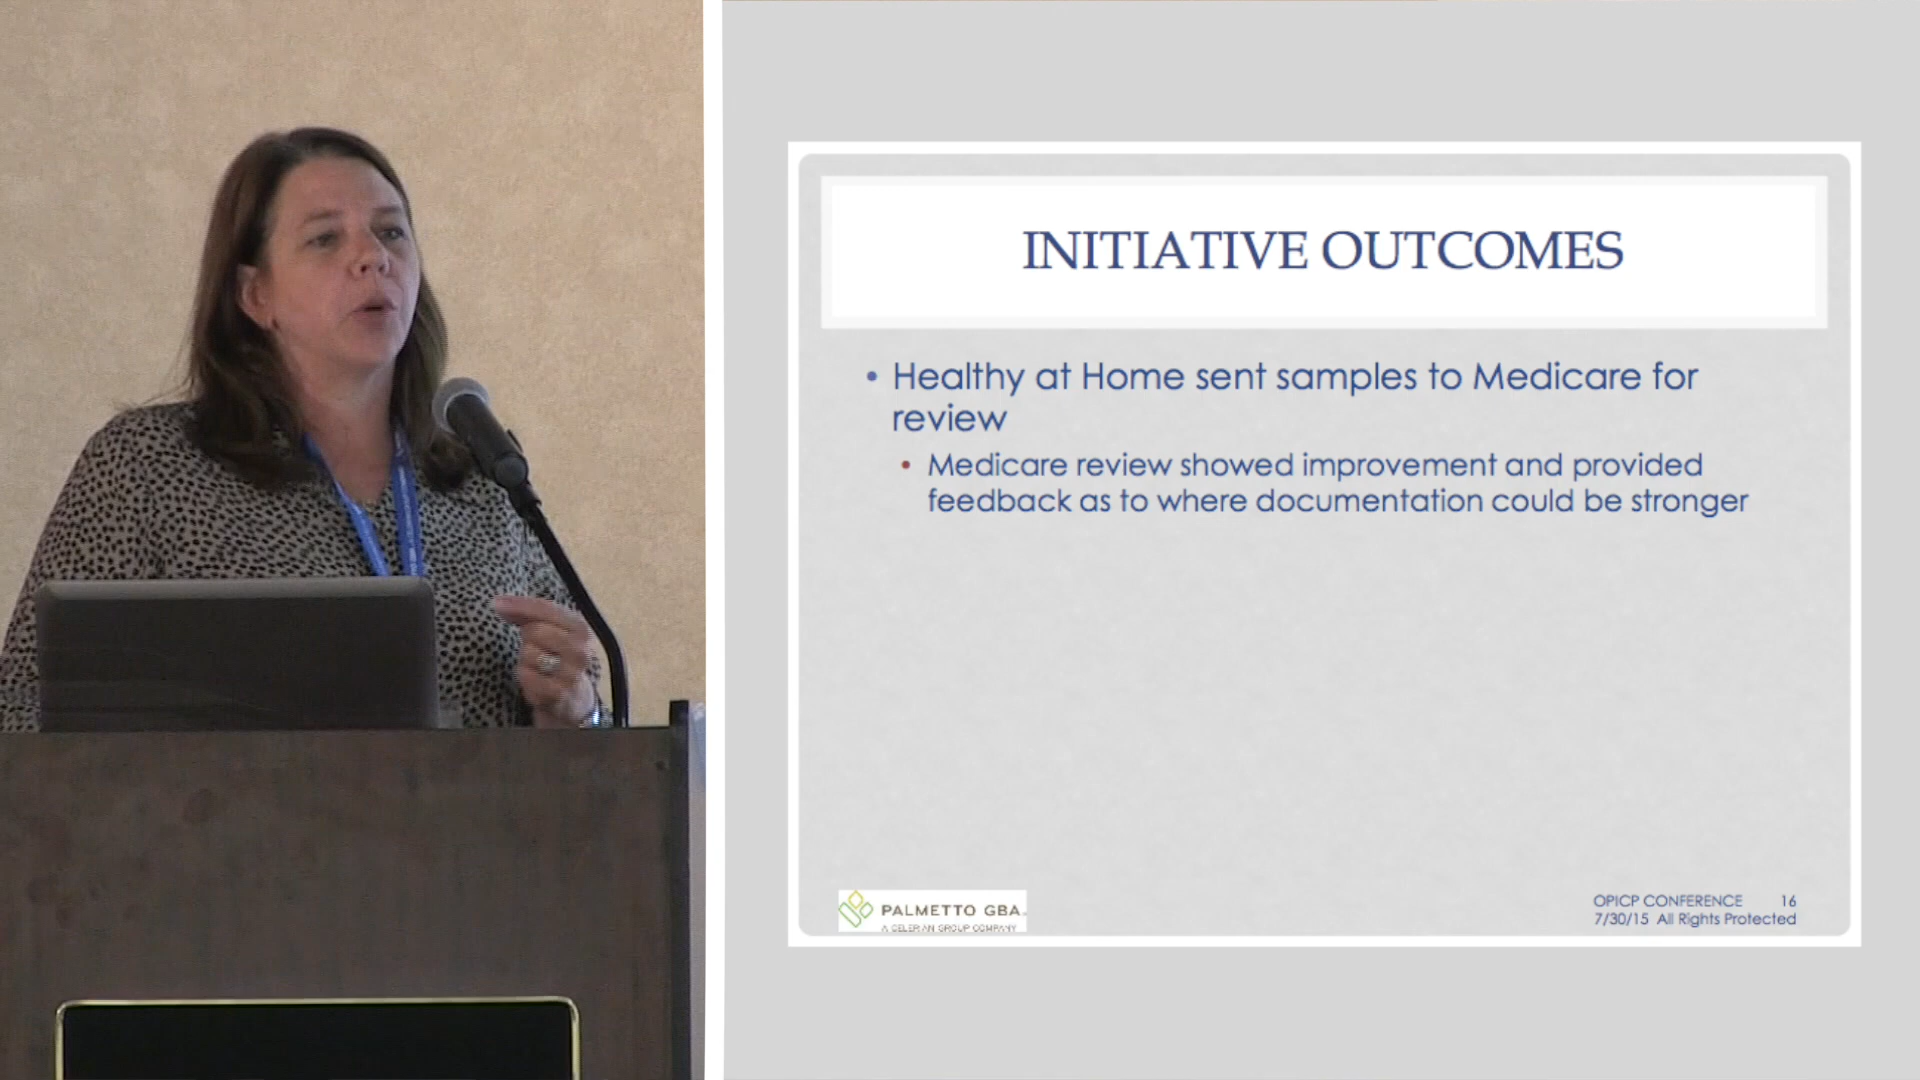 INITIATIVE OUTCOMES
• Healthy at Home sent samples to Medicare for
review
• Medicare review showed improvement and provided
feedback as to where documentation could be stronger
PALMETTO GBA.
A CELERIAN GROUP COMPANY
OPICP CONFERENCE 16
7/30/15 All Rights Protected